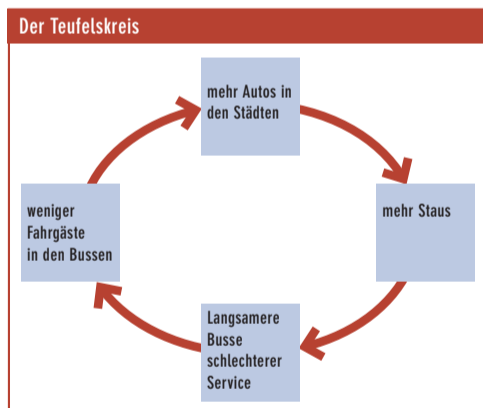 Der Teufelskreis
mehr Autos in
den Städten
mehr Staus
Langsamere
Busse
schlechterer
Service
weniger
Fahrgäste
in den Bussen